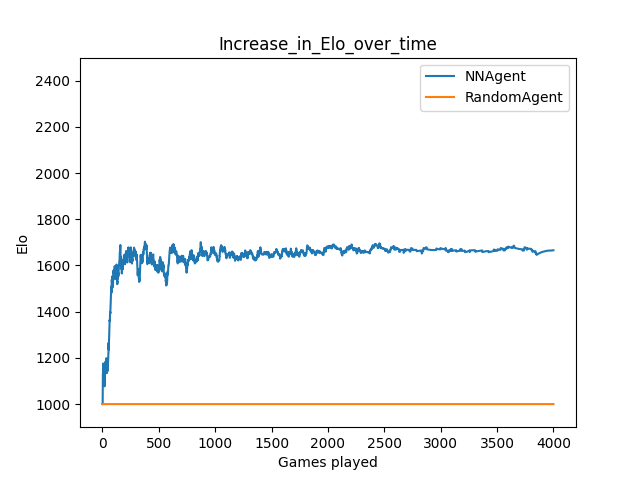 Increase_in_Elo_over_time
NNAgent
RandomAgent
Elo
2400
2200
2000
1800
1600
1400
1200
1000
0 500 1000 1500 2000 2500 3000 3500 4000
Games played